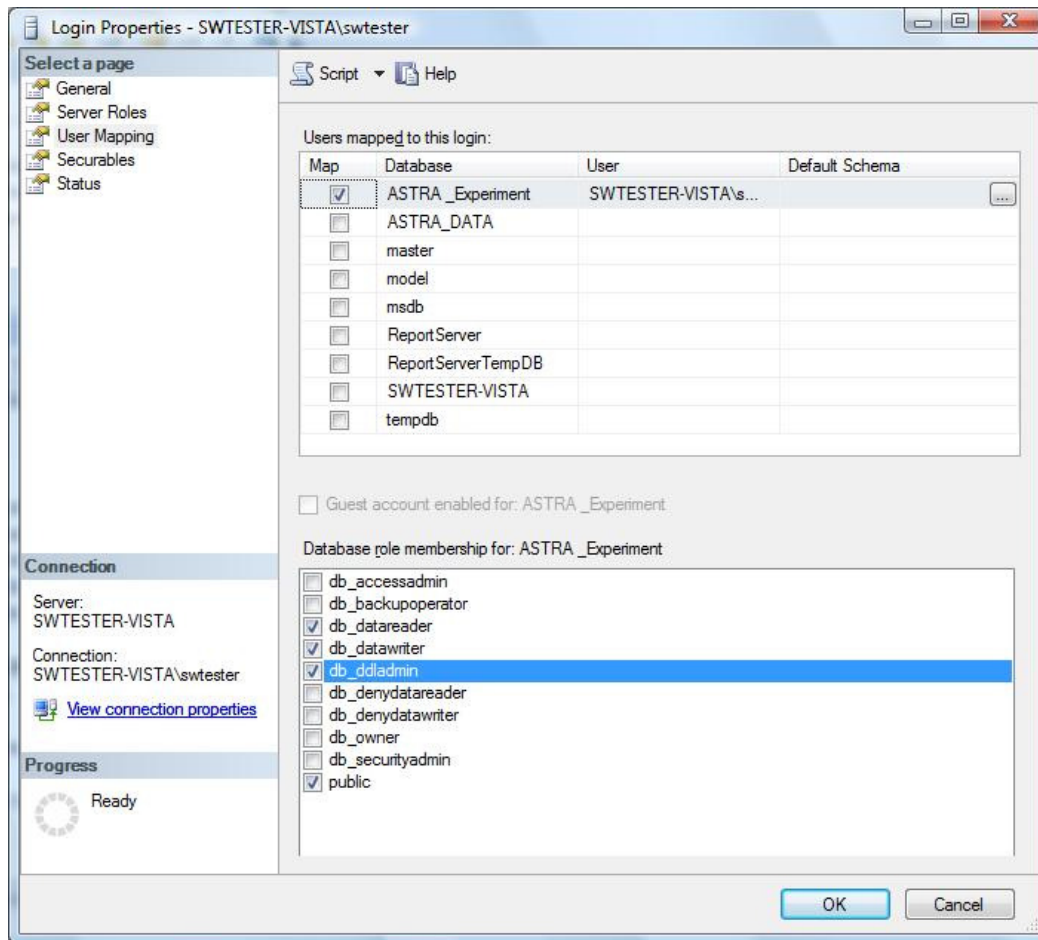 Login Properties - SWTESTER-VISTA\swtester
Select a page
General
Server Roles
User Mapping
Securables
Status
Script
Help
Users mapped to this login:
Map Database User Default Schema
ASTRA _Experiment SWTESTER-VISTA\s... ...
ASTRA_DATA
master
model
msdb
ReportServer
ReportServerTempDB
SWTESTER-VISTA
tempdb
Guest account enabled for: ASTRA _Experiment
Database role membership for: ASTRA _Experiment
db_accessadmin
db_backupoperator
db_datareader
db_datawriter
db_ddladmin
db_denydatareader
db_denydatawriter
db_owner
db_securityadmin
public
Connection
Server:
SWTESTER-VISTA
Connection:
SWTESTER-VISTA\swtester
View connection properties
Progress
Ready
OK
Cancel